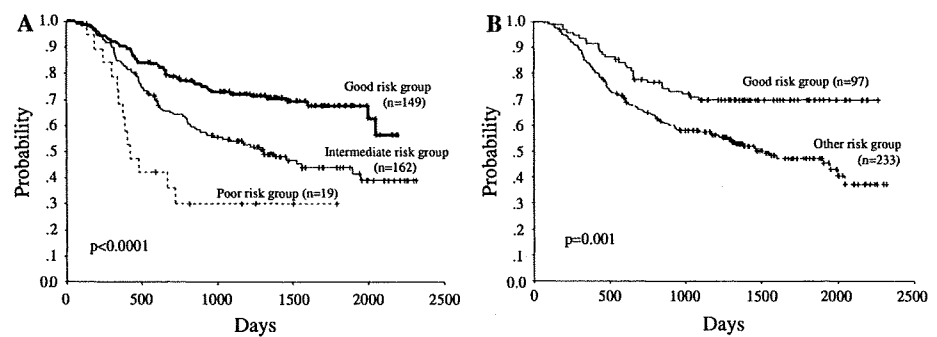 A
1.0
.9
.8
.7
.6
.5
.4
.3
.2
.1
0.0
Probability
Good risk group
(n=149)
Intermediate risk group
(n=162)
Poor risk group (n=19)
p<0.0001
0 500 1000 1500 2000 2500
Days
B
1.0
.9
.8
.7
.6
.5
.4
.3
.2
.1
0.0
Probability
Good risk group (n=97)
Other risk group
(n=233)
p=0.001
0 500 1000 1500 2000 2500
Days